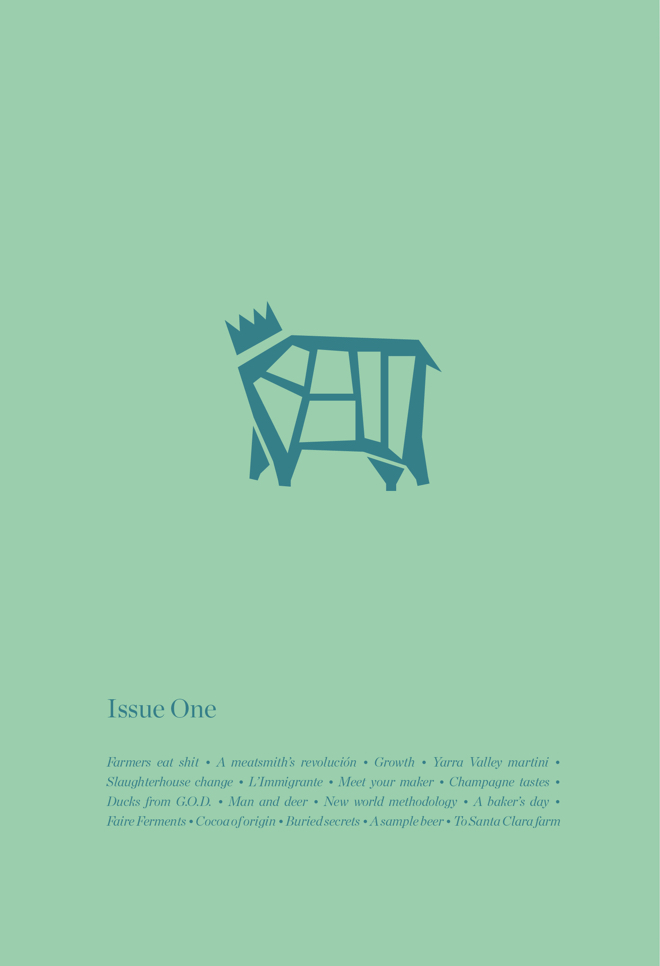 Issue One
Farmers eat shit • A meatsmith's revolución • Growth • Yarra Valley martini •
Slaughterhouse change • L'Immigrante • Meet your maker • Champagne tastes •
Ducks from G.O.D. • Man and deer • New world methodology • A baker's day •
Faire Ferments • Cocoa of origin • Buried secrets • A sample beer • To Santa Clara farm